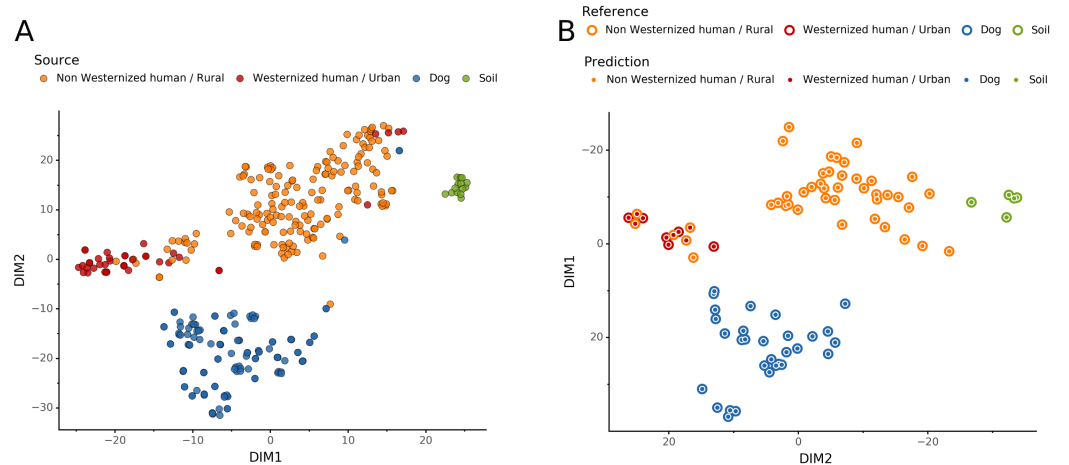 A
Source
Non Westernized human / Rural Westernized human / Urban Dog Soil
20
10
0
−10
−20
−30
DIM2
−20 −10 0 10 20
DIM1
B
Reference
Non Westernized human / Rural Westernized human / Urban Dog Soil
Prediction
Non Westernized human / Rural Westernized human / Urban Dog Soil
−20
0
20
DIM1
20 0 −20
DIM2